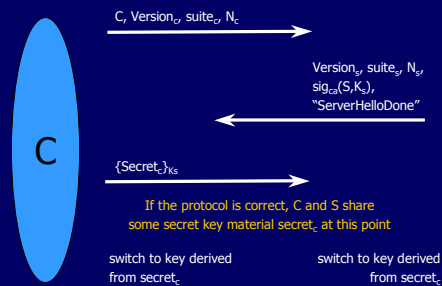 C, Version_c, suite_c, N_c
Version_s, suite_s, N_s,
sig_ca(S,K_s),
“ServerHelloDone”
C
{Secret_c}_Ks
If the protocol is correct, C and S share
some secret key material secret_c at this point
switch to key derived
from secret_c
switch to key derived
from secret_c